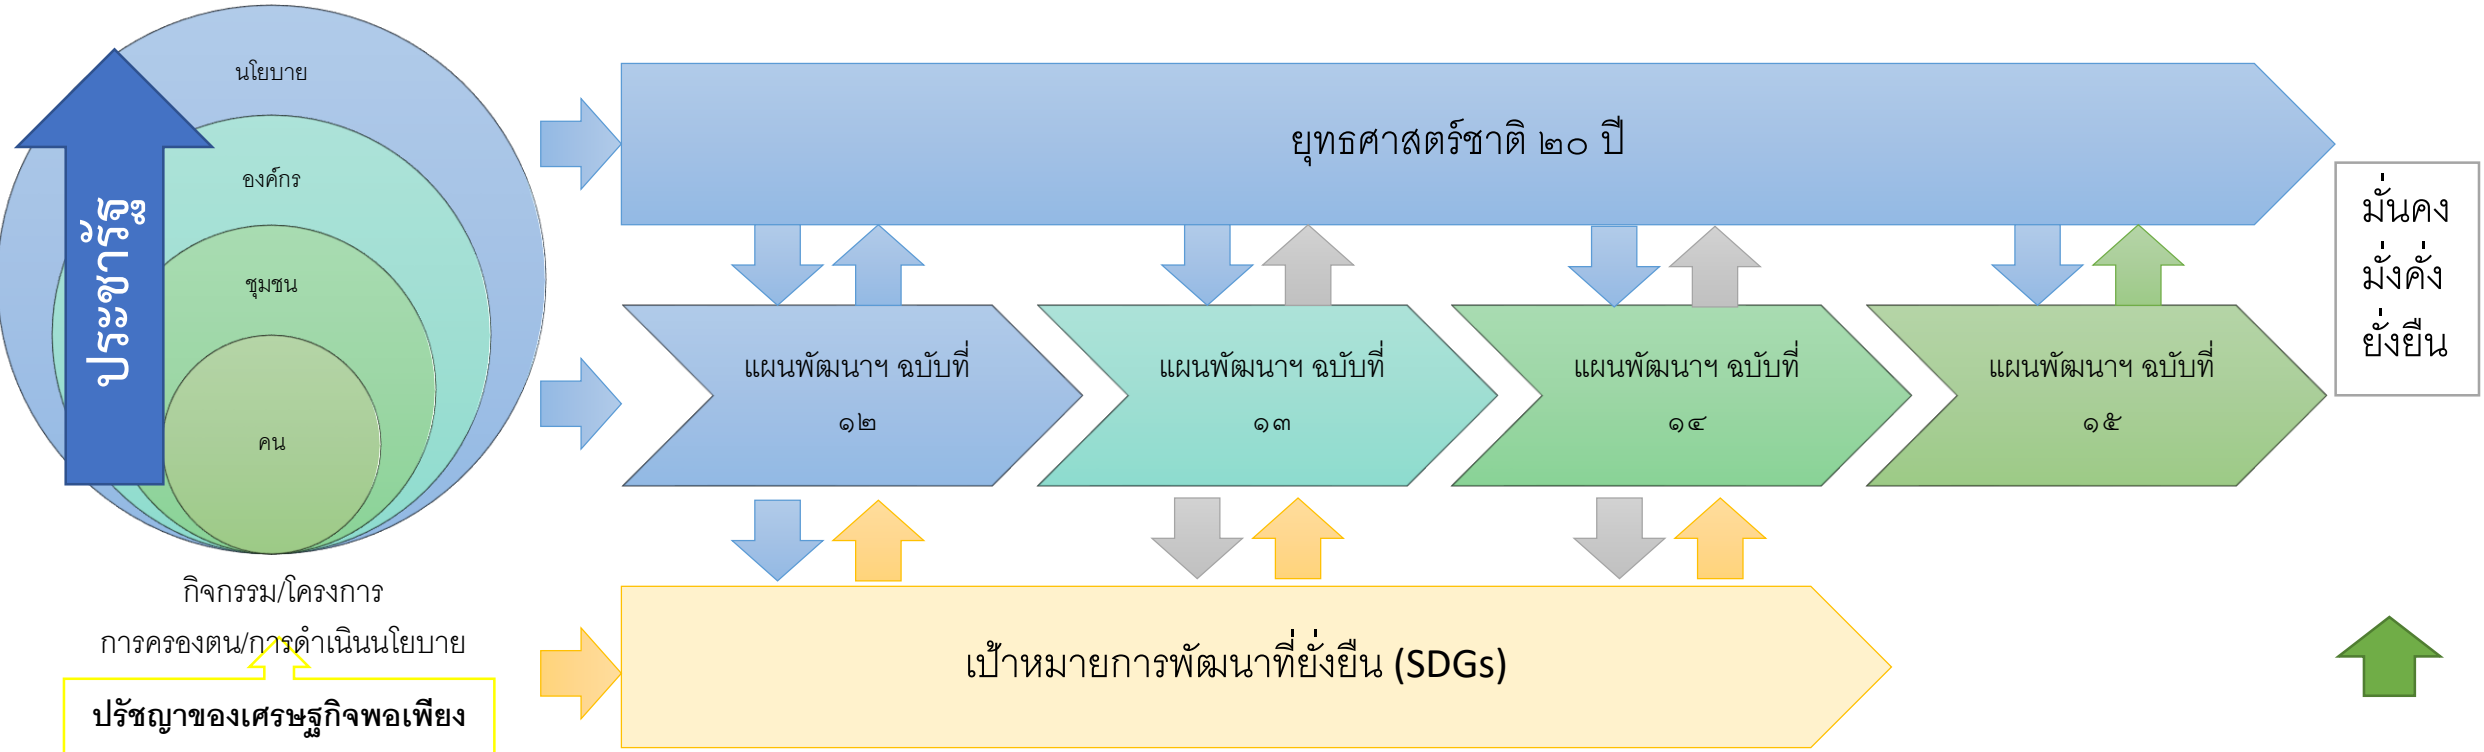 นโยบาย
องค์กร
ชุมชน
คน
ประชารัฐ
กิจกรรม/โครงการ
การครองตน/การดำเนินนโยบาย
ปรัชญาของเศรษฐกิจพอเพียง
ยุทธศาสตร์ชาติ ๒๐ ปี
แผนพัฒนาฯ ฉบับที่
๑๒
แผนพัฒนาฯ ฉบับที่
๑๓
แผนพัฒนาฯ ฉบับที่
๑๔
แผนพัฒนาฯ ฉบับที่
๑๕
เป้าหมายการพัฒนาที่ยั่งยืน (SDGs)
มั่นคง
มั่งคั่ง
ยั่งยืน